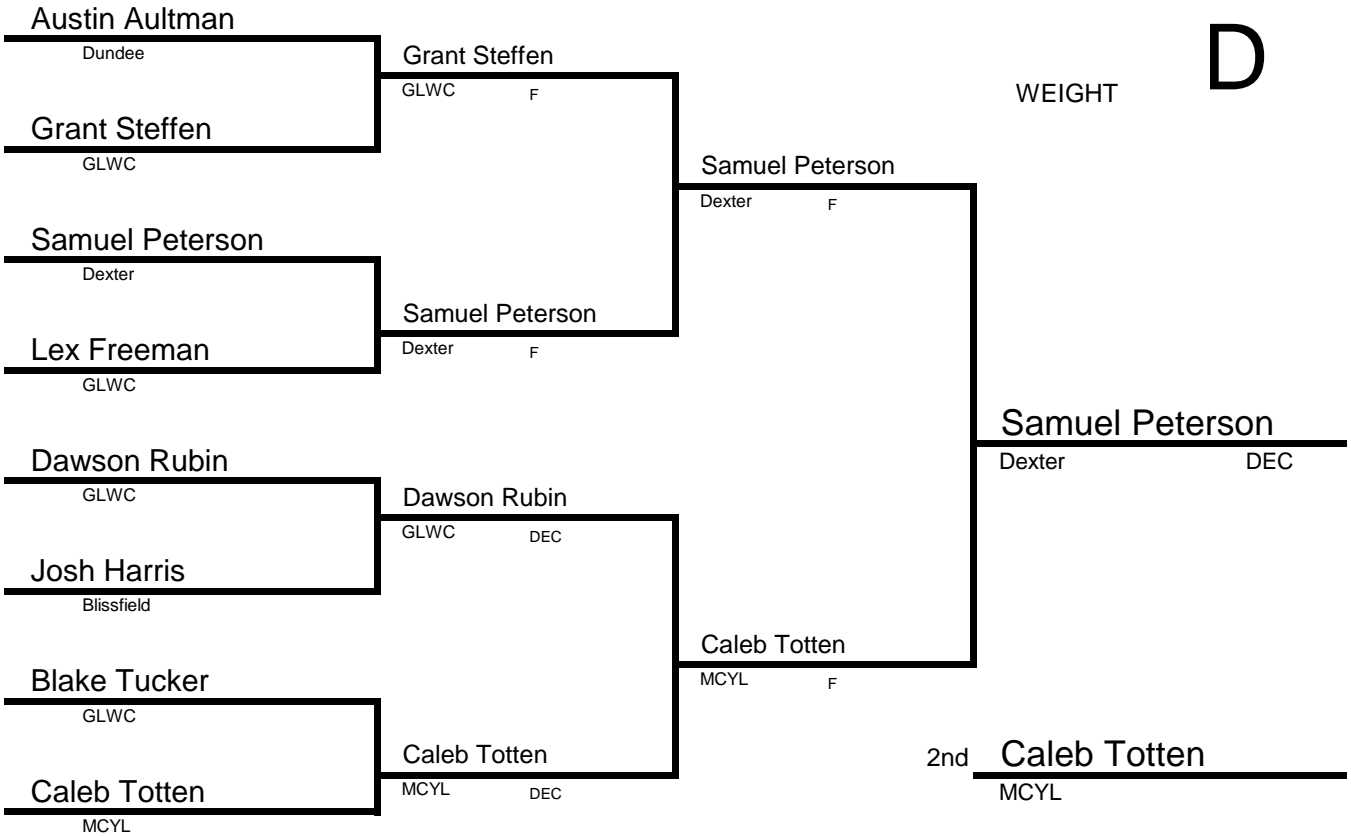 Austin Aultman
Dundee
Grant Steffen
GLWC F
D
WEIGHT
Grant Steffen
GLWC
Samuel Peterson
Dexter F
Samuel Peterson
Dexter
Samuel Peterson
Dexter F
Lex Freeman
GLWC
Samuel Peterson
Dexter DEC
Dawson Rubin
GLWC
Dawson Rubin
GLWC DEC
Josh Harris
Blissfield
Caleb Totten
MCYL F
Blake Tucker
GLWC
Caleb Totten
MCYL DEC
2nd Caleb Totten
MCYL
Caleb Totten
MCYL